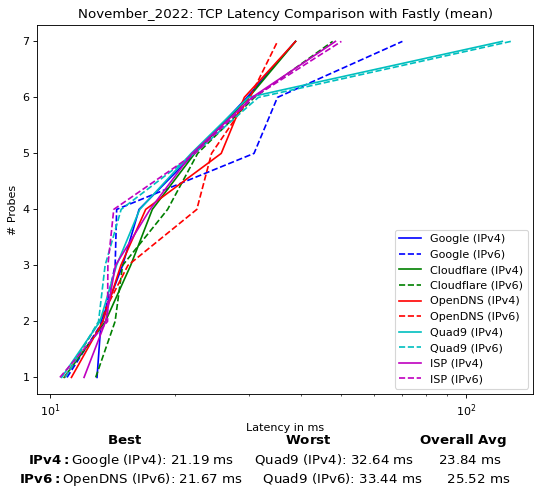 November_2022: TCP Latency Comparison with Fastly (mean)
7
6
5
4
3
2
1
# Probes
Google (IPv4)
Google (IPv6)
Cloudflare (IPv4)
Cloudflare (IPv6)
OpenDNS (IPv4)
OpenDNS (IPv6)
Quad9 (IPv4)
Quad9 (IPv6)
ISP (IPv4)
ISP (IPv6)
10¹ 10²
Latency in ms
Best Worst Overall Avg
IPv4: Google (IPv4): 21.19 ms Quad9 (IPv4): 32.64 ms 23.84 ms
IPv6: OpenDNS (IPv6): 21.67 ms Quad9 (IPv6): 33.44 ms 25.52 ms